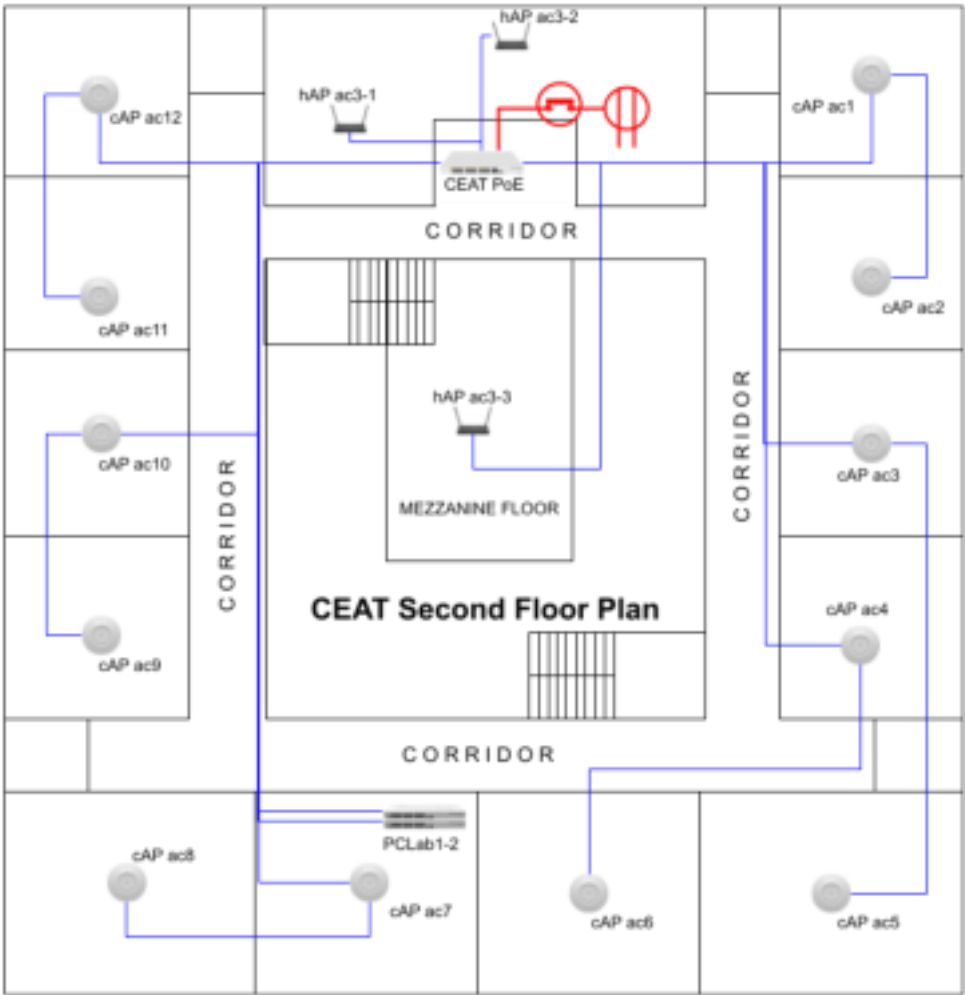 hAP ac3-2
hAP ac3-1
cAP ac12
cAP ac1
CEAT PoE
CORRIDOR
cAP ac11
cAP ac2
hAP ac3-3
CORRIDOR
cAP ac10
cAP ac3
CORRIDOR
MEZZANINE FLOOR
CEAT Second Floor Plan
cAP ac4
cAP ac9
CORRIDOR
PCLab1-2
cAP ac8
cAP ac7
cAP ac6
cAP ac5